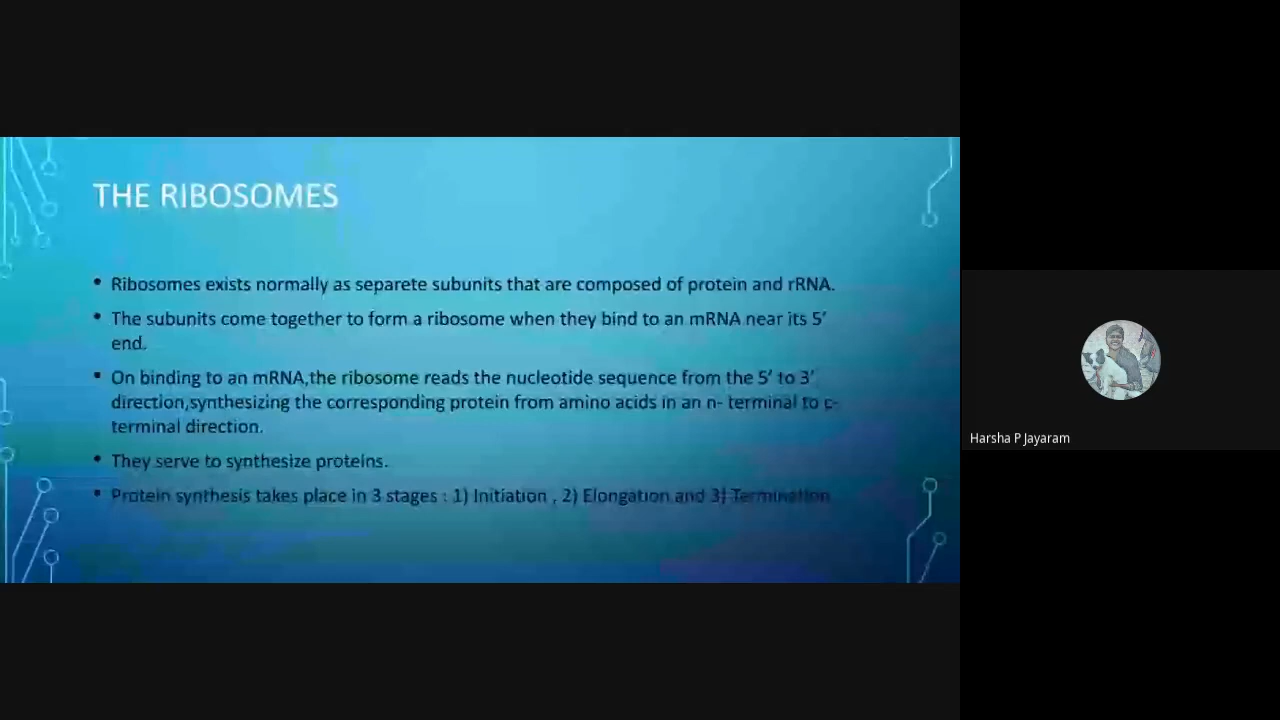 THE RIBOSOMES
• Ribosomes exists normally as separete subunits that are composed of protein and rRNA.
• The subunits come together to form a ribosome when they bind to an mRNA near its 5’
end.
• On binding to an mRNA,the ribosome reads the nucleotide sequence from the 5’ to 3’
direction,synthesizing the corresponding protein from amino acids in an n- terminal to c-
terminal direction.
• They serve to synthesize proteins.
• Protein synthesis takes place in 3 stages : 1) Initiation , 2) Elongation and 3) Termination
Harsha P Jayaram